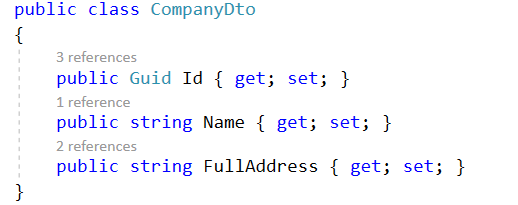 public class CompanyDto
{
3 references
public Guid Id { get; set; }
1 reference
public string Name { get; set; }
2 references
public string FullAddress { get; set; }
}